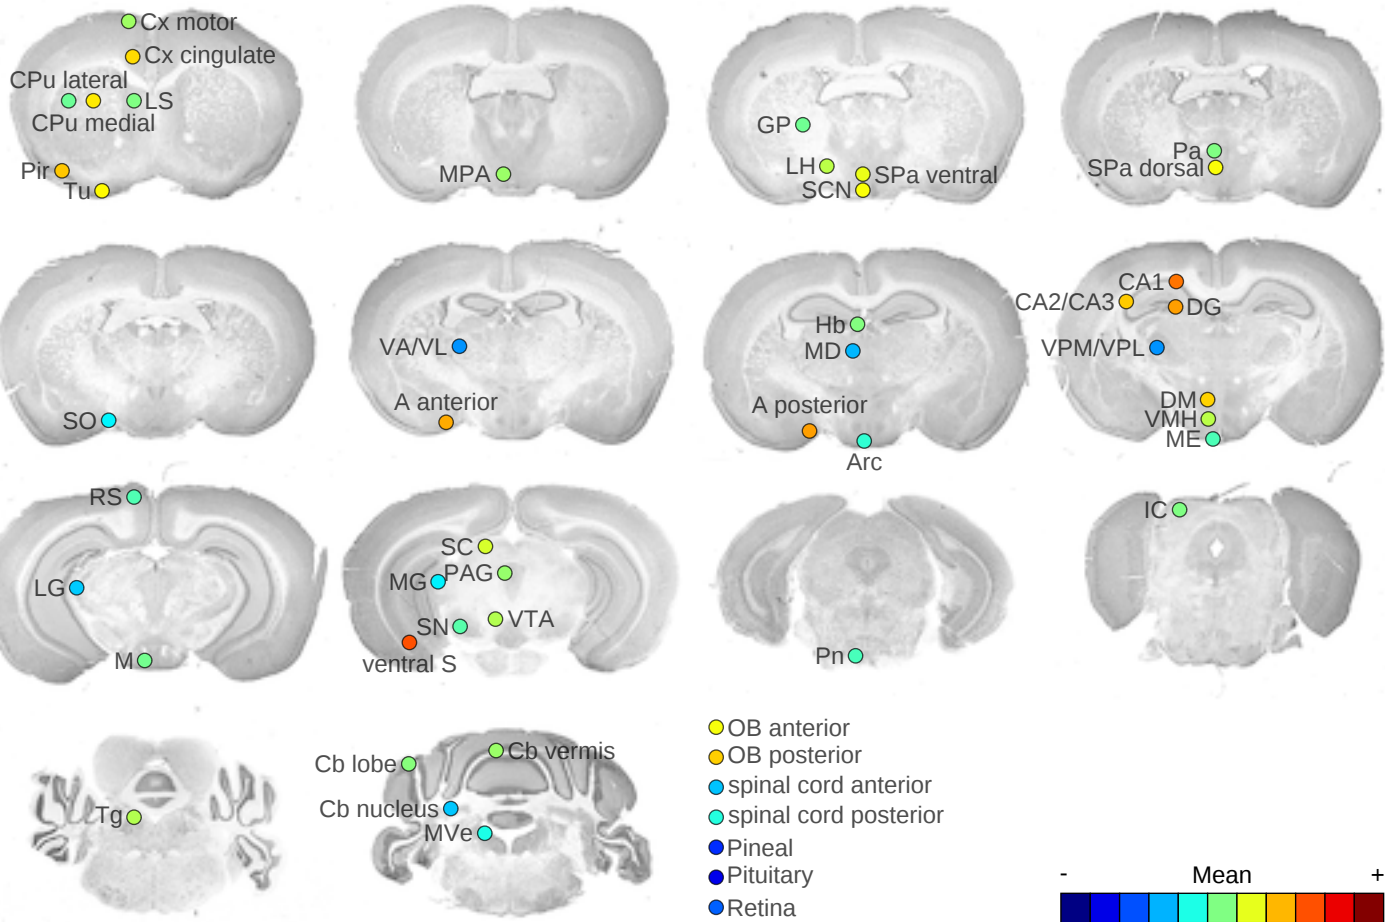 Cx motor
Cx cingulate
CPu lateral
LS
CPu medial
Pir
Tu
MPA
GP
LH
SPa ventral
SCN
Pa
SPa dorsal
SO
VA/VL
A anterior
Hb
MD
A posterior
Arc
CA1
CA2/CA3
DG
VPM/VPL
DM
VMH
ME
RS
LG
M
SC
MG
PAG
SN
VTA
ventral S
Pn
IC
Tg
Cb lobe
Cb vermis
Cb nucleus
MVe
OB anterior
OB posterior
spinal cord anterior
spinal cord posterior
Pineal
Pituitary
Retina
- Mean +